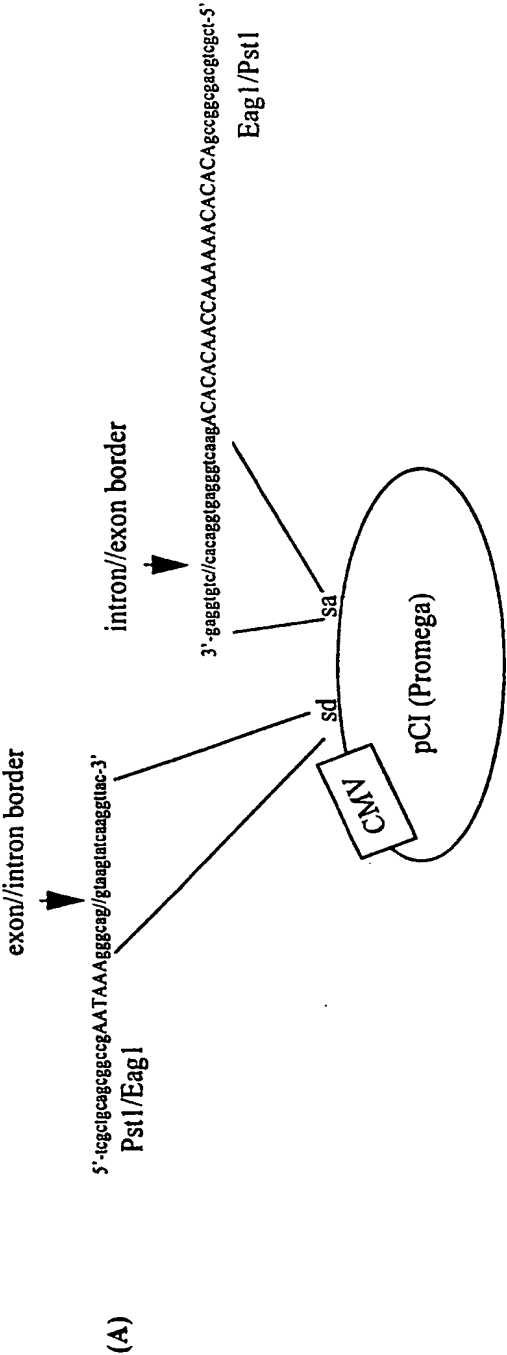 (A)
exon//intron border
5'-tcgctgcagcggccgAATAAAgggcag//gtaagtatcaaggttac-3'
Pst1/Eag1
intron//exon border
3'-gaggtgtc//cacaggtgagggtcaagACACACAACCAAAAAACACACAgccggcgacgtcgct-5'
Eag1/Pst1
sd
sa
CMV
pCI (Promega)